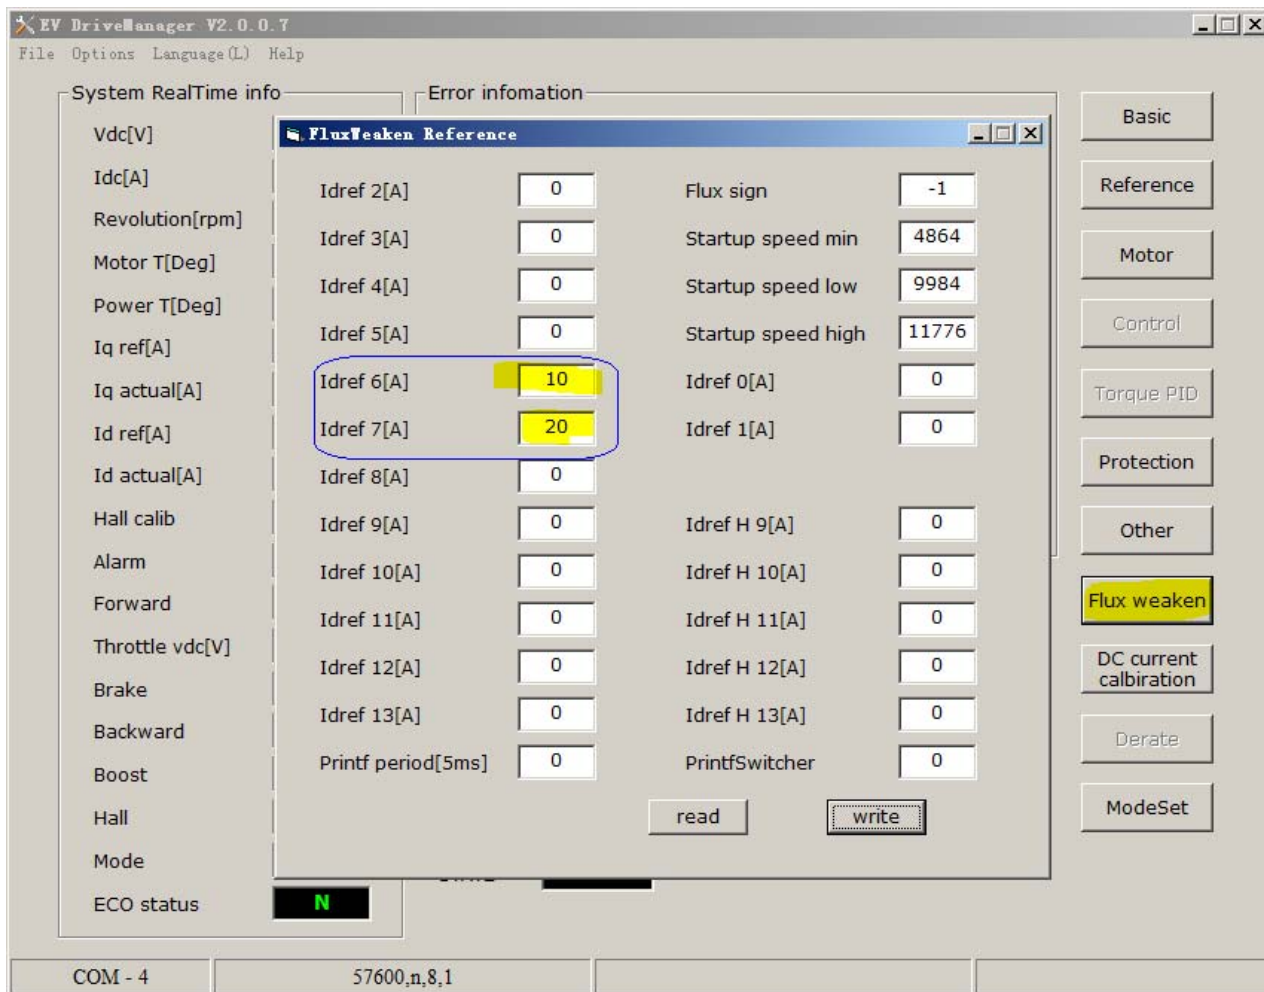 EV DriveManager V2.0.0.7
File Options Language(L) Help
System RealTime info
Error infomation
Vdc[V]
Idc[A]
Revolution[rpm]
Motor T[Deg]
Power T[Deg]
Iq ref[A]
Iq actual[A]
Id ref[A]
Id actual[A]
Hall calib
Alarm
Forward
Throttle vdc[V]
Brake
Backward
Boost
Hall
Mode
ECO status N
FluxWeaken Reference
Idref 2[A] 0 Flux sign -1
Idref 3[A] 0 Startup speed min 4864
Idref 4[A] 0 Startup speed low 9984
Idref 5[A] 0 Startup speed high 11776
Idref 6[A] 10 Idref 0[A] 0
Idref 7[A] 20 Idref 1[A] 0
Idref 8[A] 0
Idref 9[A] 0 Idref H 9[A] 0
Idref 10[A] 0 Idref H 10[A] 0
Idref 11[A] 0 Idref H 11[A] 0
Idref 12[A] 0 Idref H 12[A] 0
Idref 13[A] 0 Idref H 13[A] 0
Printf period[5ms] 0 PrintfSwitcher 0
read write
Basic
Reference
Motor
Control
Torque PID
Protection
Other
Flux weaken
DC current
calbiration
Derate
ModeSet
COM - 4 57600,n,8,1